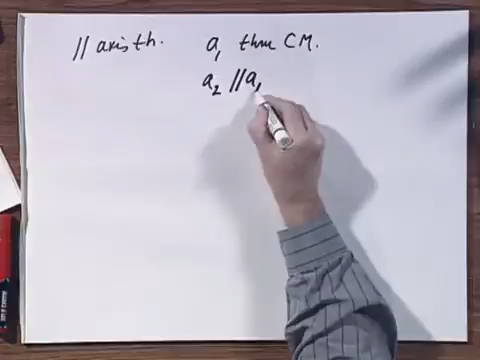 // axis th. a₁ thru CM.
a₂ // a₁